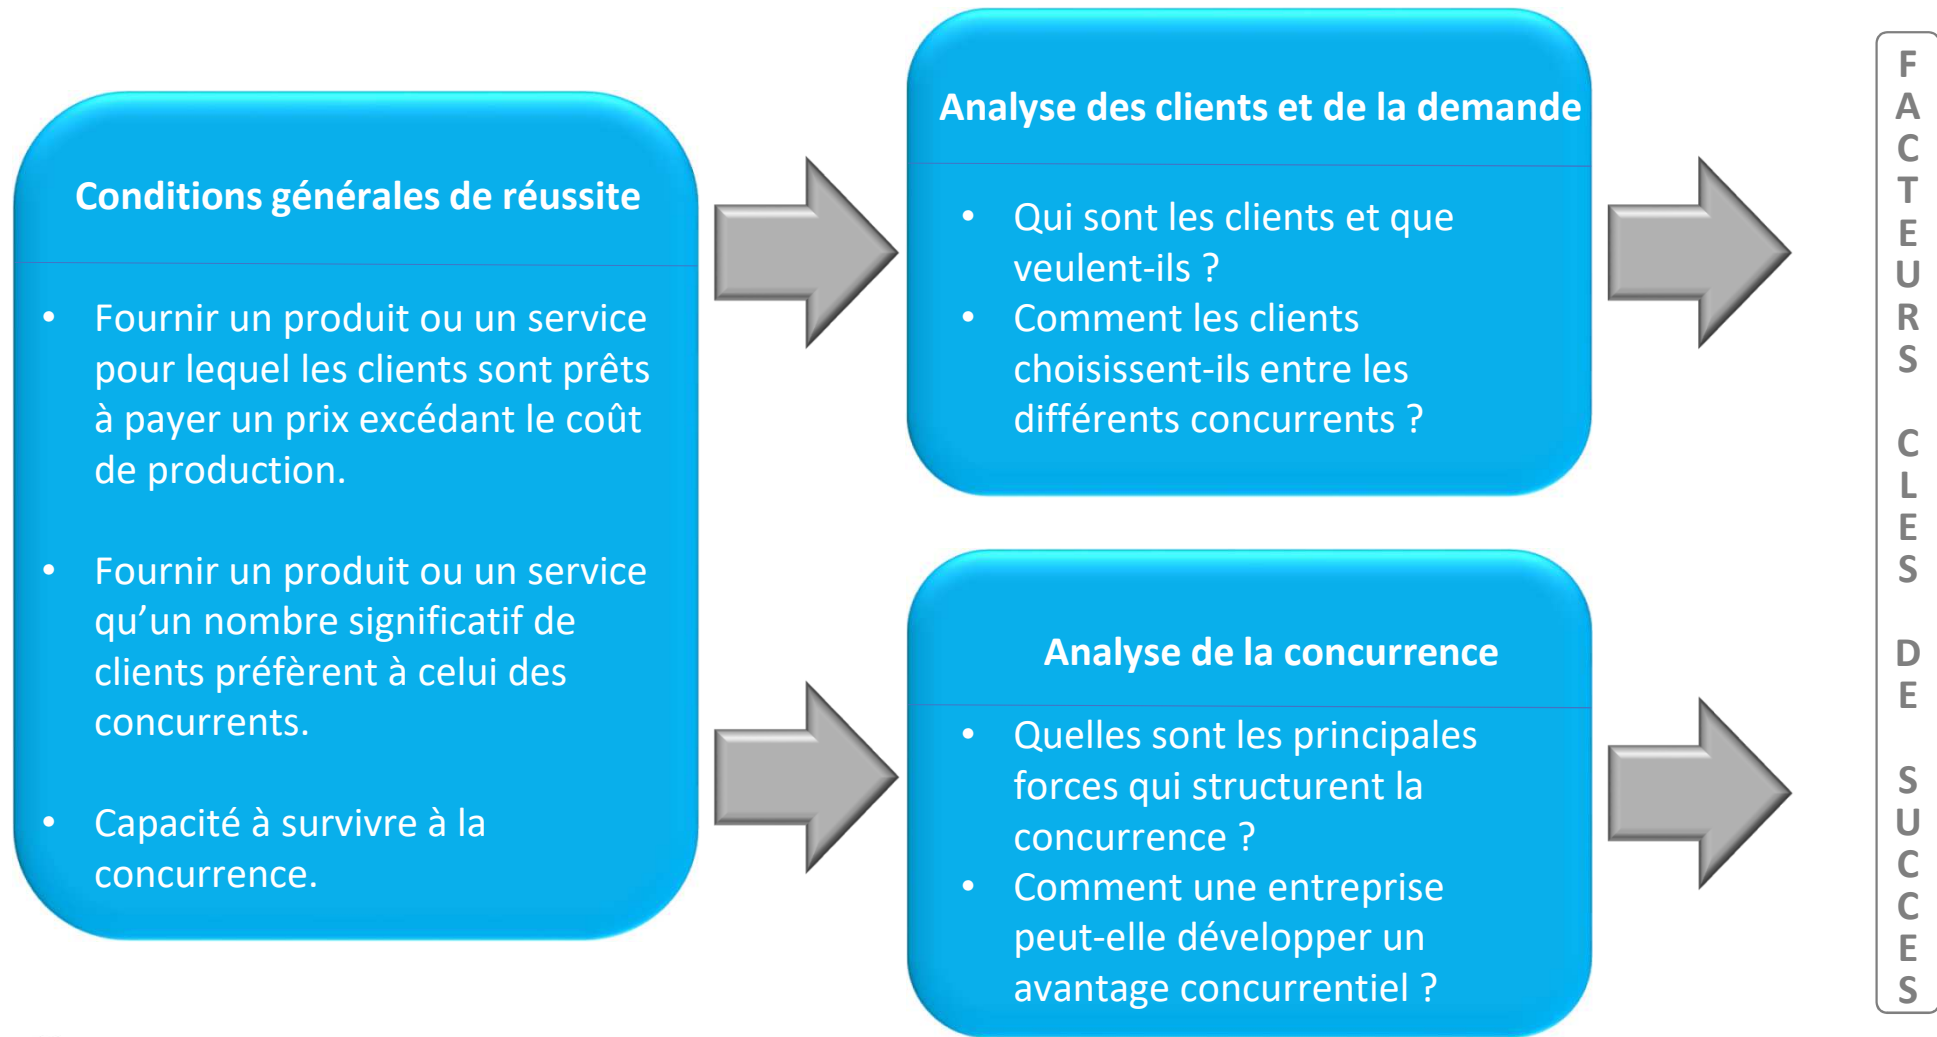 Conditions générales de réussite
• Fournir un produit ou un service
pour lequel les clients sont prêts
à payer un prix excédant le coût
de production.
• Fournir un produit ou un service
qu’un nombre significatif de
clients préfèrent à celui des
concurrents.
• Capacité à survivre à la
concurrence.
Analyse des clients et de la demande
• Qui sont les clients et que
veulent-ils ?
• Comment les clients
choisissent-ils entre les
différents concurrents ?
Analyse de la concurrence
• Quelles sont les principales
forces qui structurent la
concurrence ?
• Comment une entreprise
peut-elle développer un
avantage concurrentiel ?
FACTEURS CLES DE SUCCES